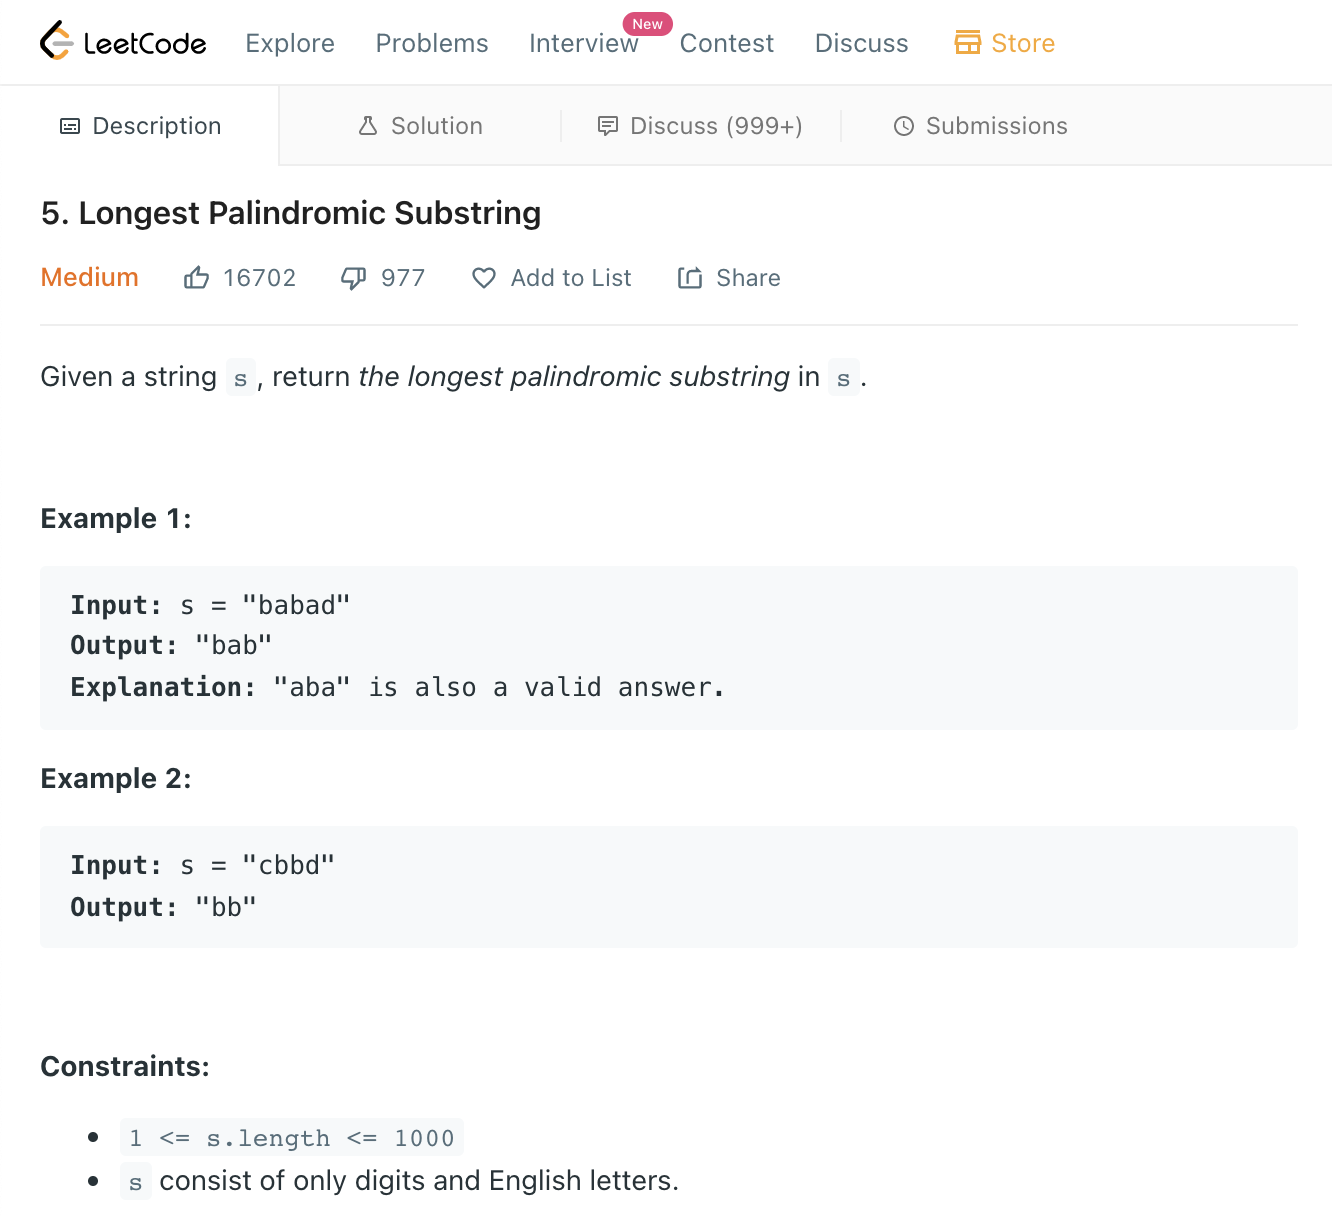 LeetCode Explore Problems Interview New Contest Discuss Store
Description Solution Discuss (999+) Submissions
5. Longest Palindromic Substring
Medium 16702 977 Add to List Share
Given a string s, return the longest palindromic substring in s.
Example 1:
Input: s = "babad"
Output: "bab"
Explanation: "aba" is also a valid answer.
Example 2:
Input: s = "cbbd"
Output: "bb"
Constraints:
• 1 <= s.length <= 1000
• s consist of only digits and English letters.